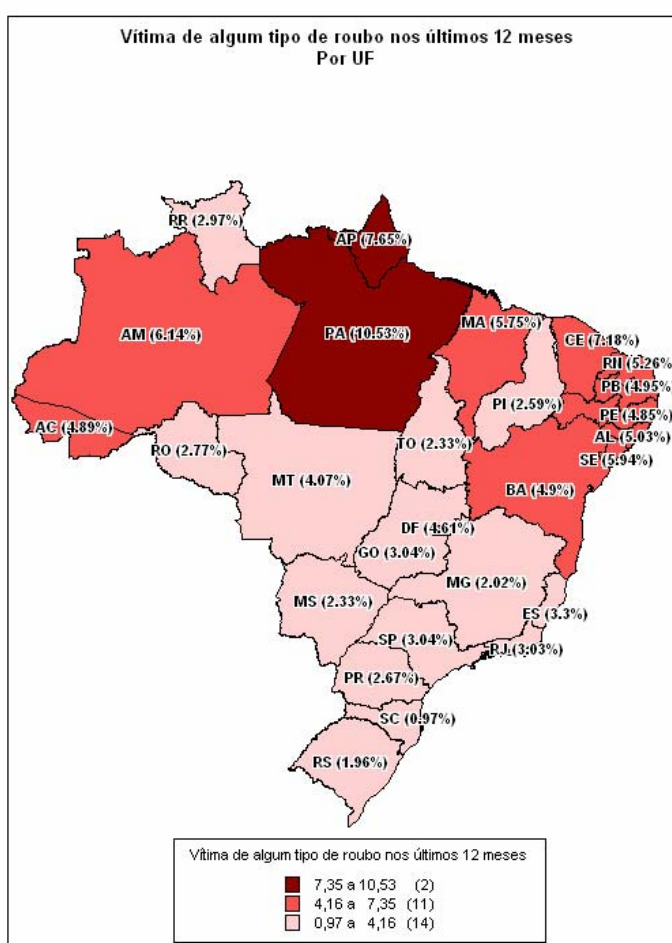 Vítima de algum tipo de roubo nos últimos 12 meses
Por UF
RR (2.97%)
AP (7.65%)
AM (6.14%)
PA (10.53%)
MA (5.75%)
CE (7.18%)
RN (5.26%)
PB (4.95%)
PI (2.59%)
PE (4.85%)
AC (4.89%)
AL (5.03%)
RO (2.77%)
TO (2.33%)
SE (5.94%)
MT (4.07%)
BA (4.9%)
DF (4.61%)
GO (3.04%)
MG (2.02%)
MS (2.33%)
ES (3.3%)
SP (3.04%)
RJ (3.03%)
PR (2.67%)
SC (0.97%)
RS (1.96%)
Vítima de algum tipo de roubo nos últimos 12 meses
7,35 a 10,53 (2)
4,16 a 7,35 (11)
0,97 a 4,16 (14)